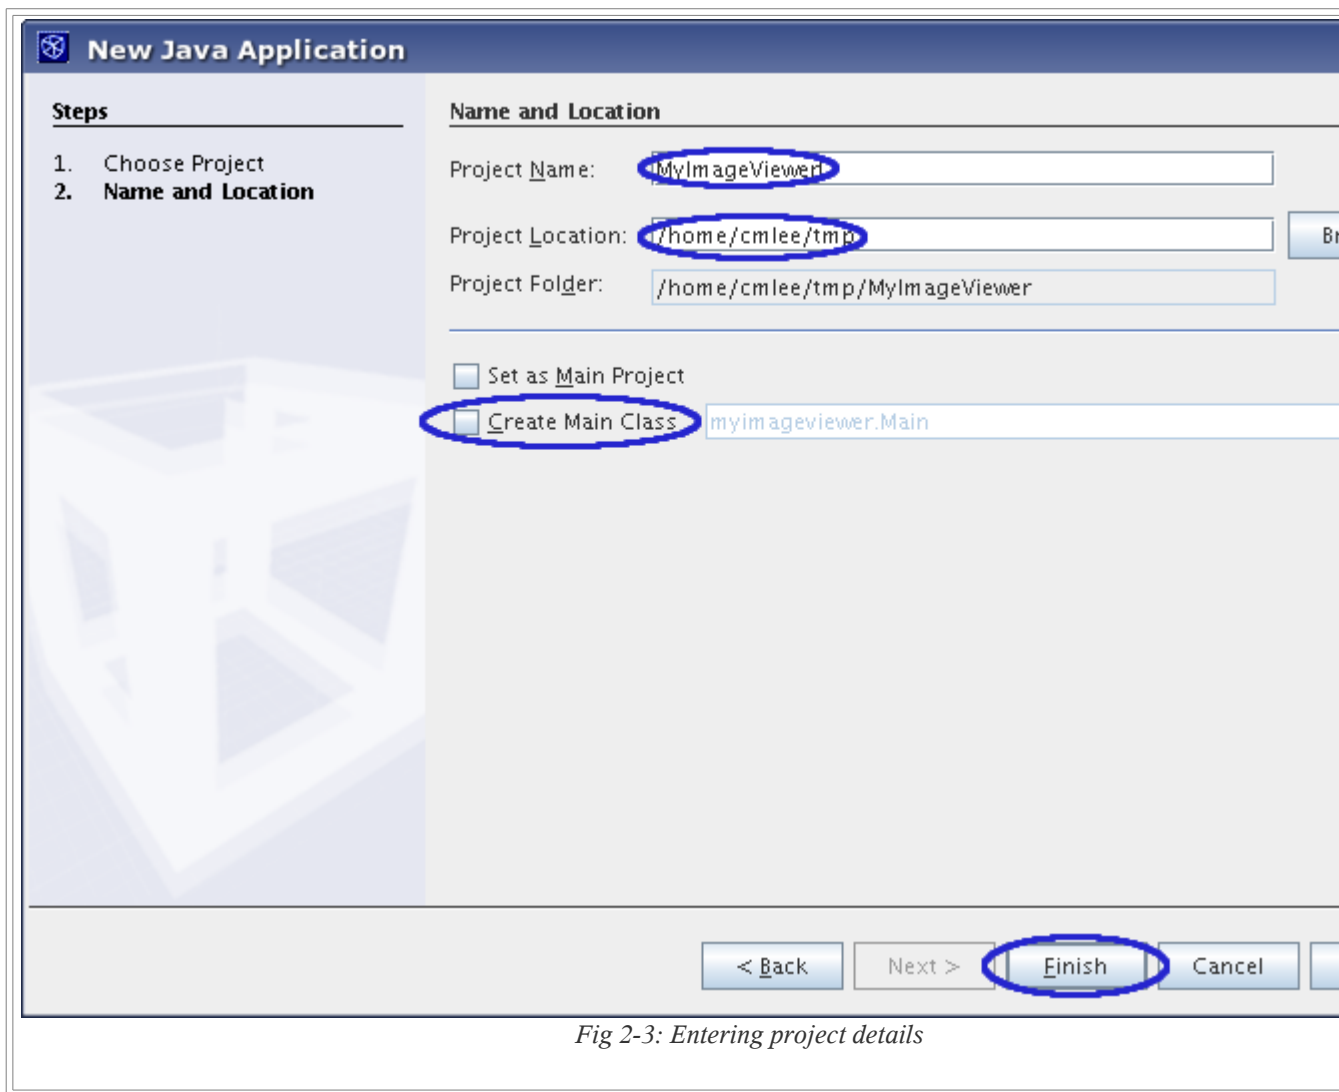 New Java Application
Steps
1. Choose Project
2. Name and Location
Name and Location
Project Name: MyImageViewer
Project Location: /home/cmlee/tmp
Project Folder: /home/cmlee/tmp/MyImageViewer
Set as Main Project
Create Main Class myimageviewer.Main
< Back Next > Finish Cancel
Fig 2-3: Entering project details